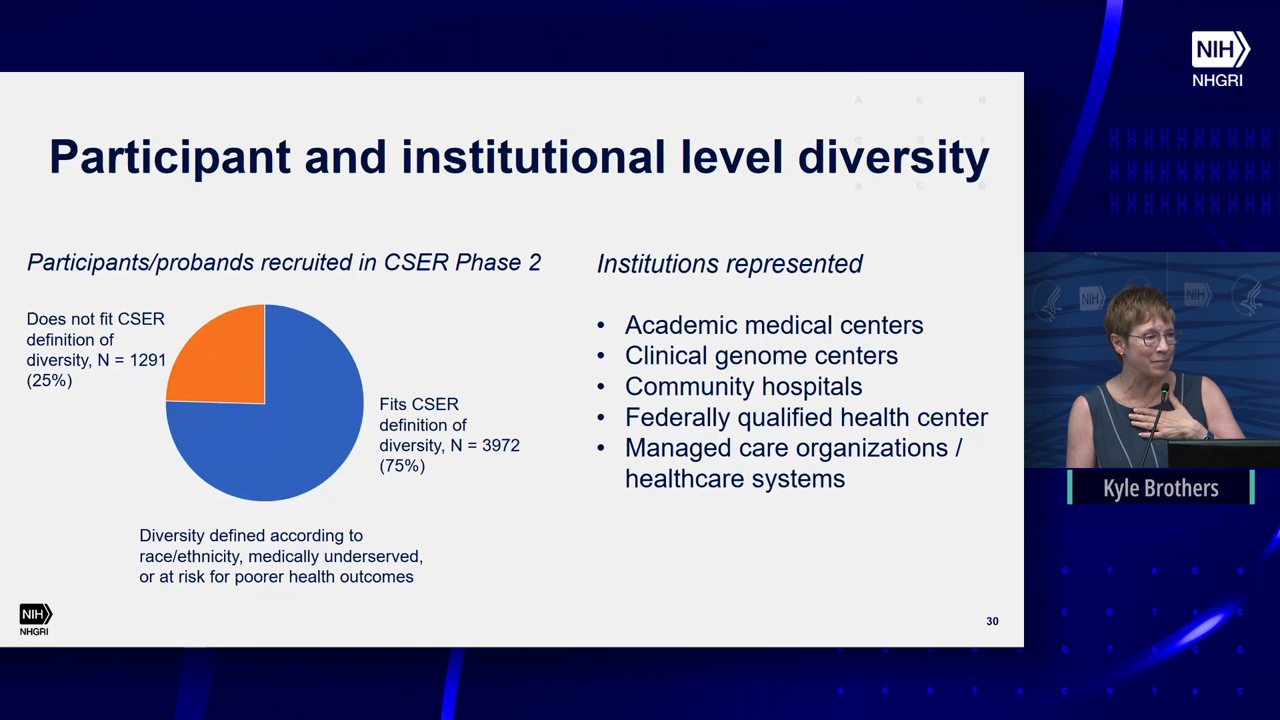 NIH
NHGRI
Participant and institutional level diversity
Participants/probands recruited in CSER Phase 2
Does not fit CSER
definition of
diversity, N = 1291
(25%)
Fits CSER
definition of
diversity, N = 3972
(75%)
Diversity defined according to
race/ethnicity, medically underserved,
or at risk for poorer health outcomes
Institutions represented
• Academic medical centers
• Clinical genome centers
• Community hospitals
• Federally qualified health center
• Managed care organizations /
healthcare systems
NIH
NIH
Kyle Brothers
NIH
NHGRI
30